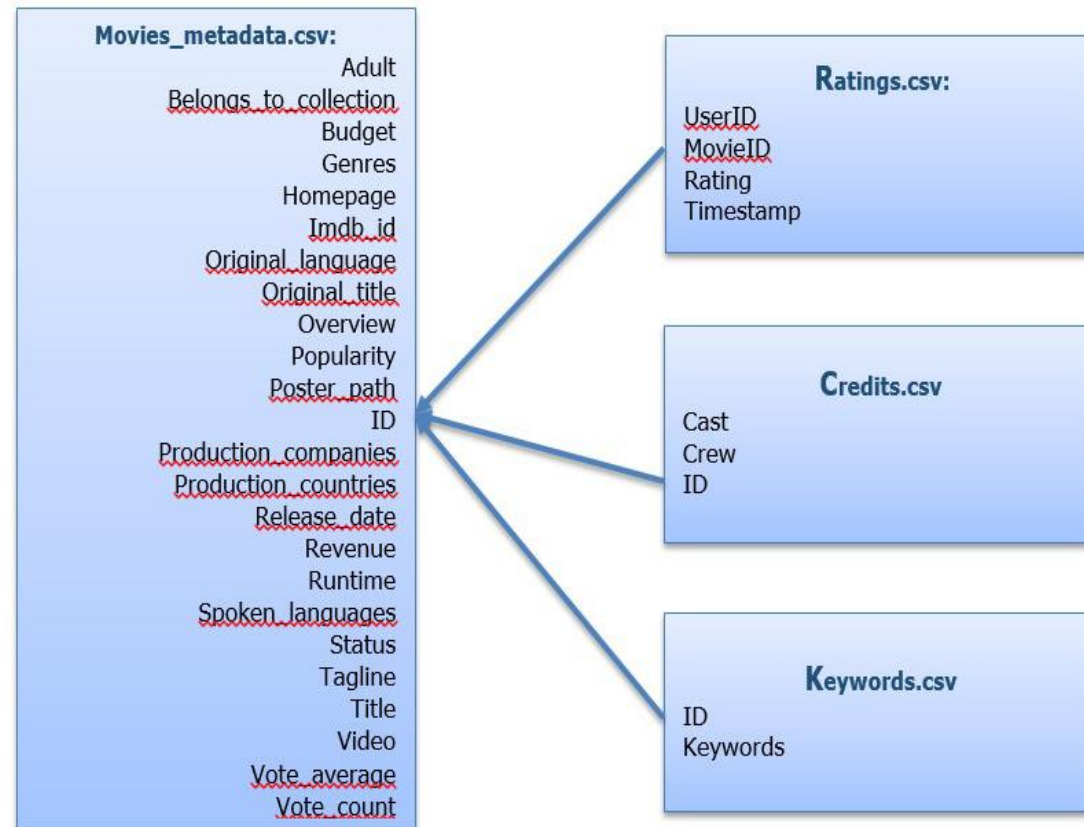 Movies_metadata.csv:
Adult
Belongs_to_collection
Budget
Genres
Homepage
Imdb_id
Original_language
Original_title
Overview
Popularity
Poster_path
ID
Production_companies
Production_countries
Release_date
Revenue
Runtime
Spoken_languages
Status
Tagline
Title
Video
Vote_average
Vote_count
Ratings.csv:
UserID
MovieID
Rating
Timestamp
Credits.csv
Cast
Crew
ID
Keywords.csv
ID
Keywords